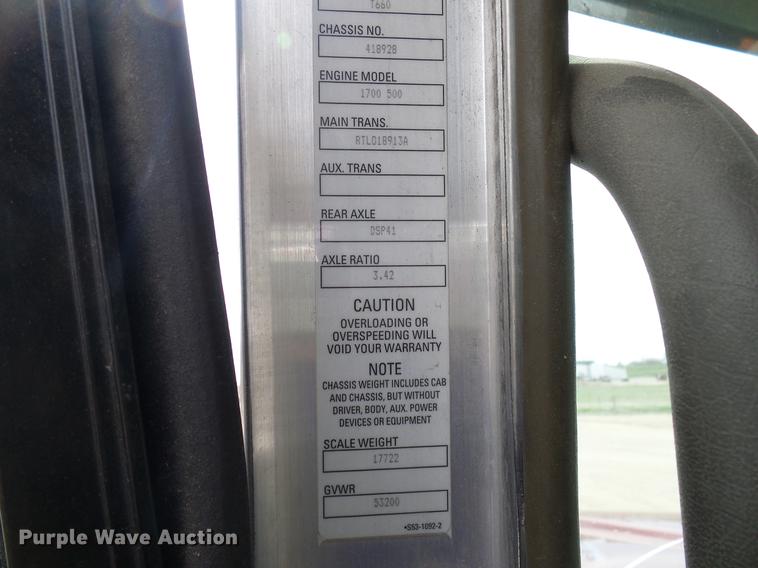 T660
CHASSIS NO.
418928
ENGINE MODEL
1700 500
MAIN TRANS.
RTLO18913A
AUX. TRANS
REAR AXLE
DSP41
AXLE RATIO
3.42
CAUTION
OVERLOADING OR
OVERSPEEDING WILL
VOID YOUR WARRANTY
NOTE
CHASSIS WEIGHT INCLUDES CAB
AND CHASSIS, BUT WITHOUT
DRIVER, BODY, AUX. POWER
DEVICES OR EQUIPMENT
SCALE WEIGHT
17722
GVWR
53200
•S53-1092-2
Purple Wave Auction®